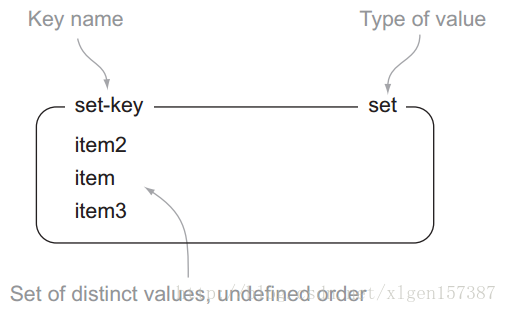 Key name
Type of value
set-key
set
item2
item
item3
Set of distinct values, undefined order